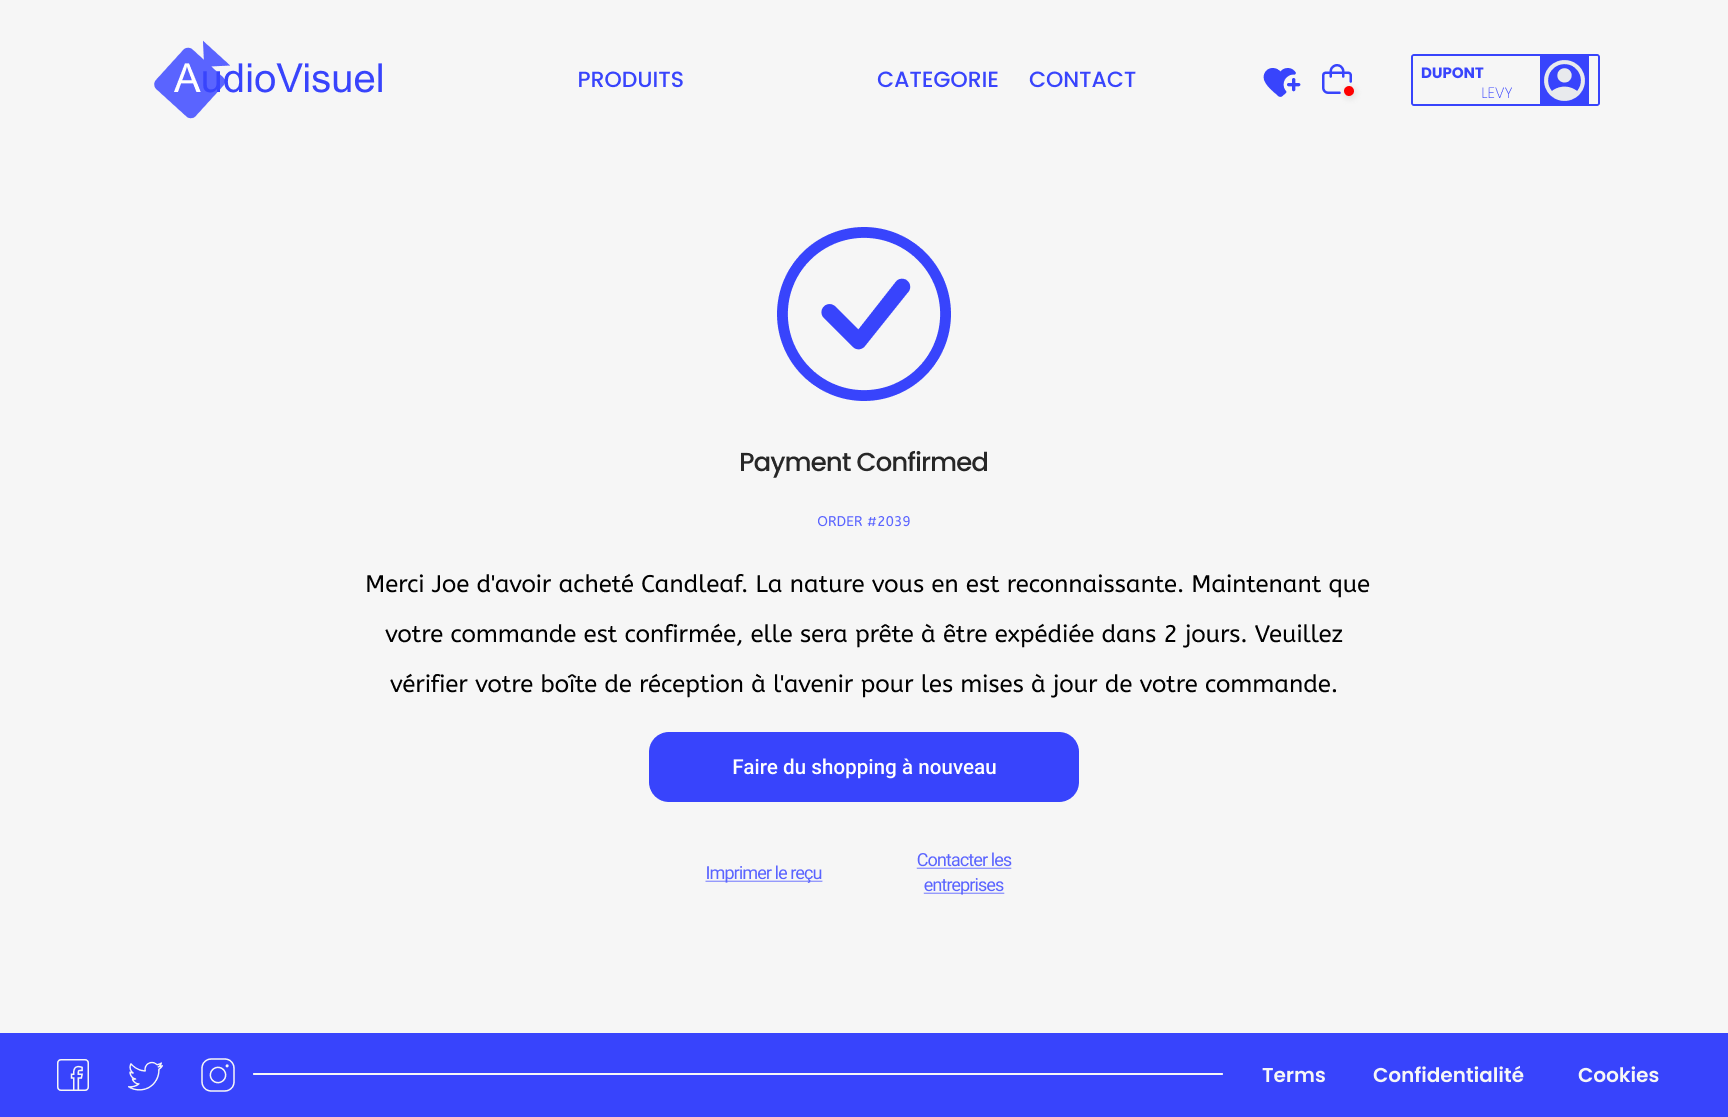 AudioVisuel
PRODUITS
CATEGORIE
CONTACT
DUPONT
LEVY
Payment Confirmed
ORDER #2039
Merci Joe d'avoir acheté Candleaf. La nature vous en est reconnaissante. Maintenant que
votre commande est confirmée, elle sera prête à être expédiée dans 2 jours. Veuillez
vérifier votre boîte de réception à l'avenir pour les mises à jour de votre commande.
Faire du shopping à nouveau
Imprimer le reçu
Contacter les
entreprises
Terms
Confidentialité
Cookies